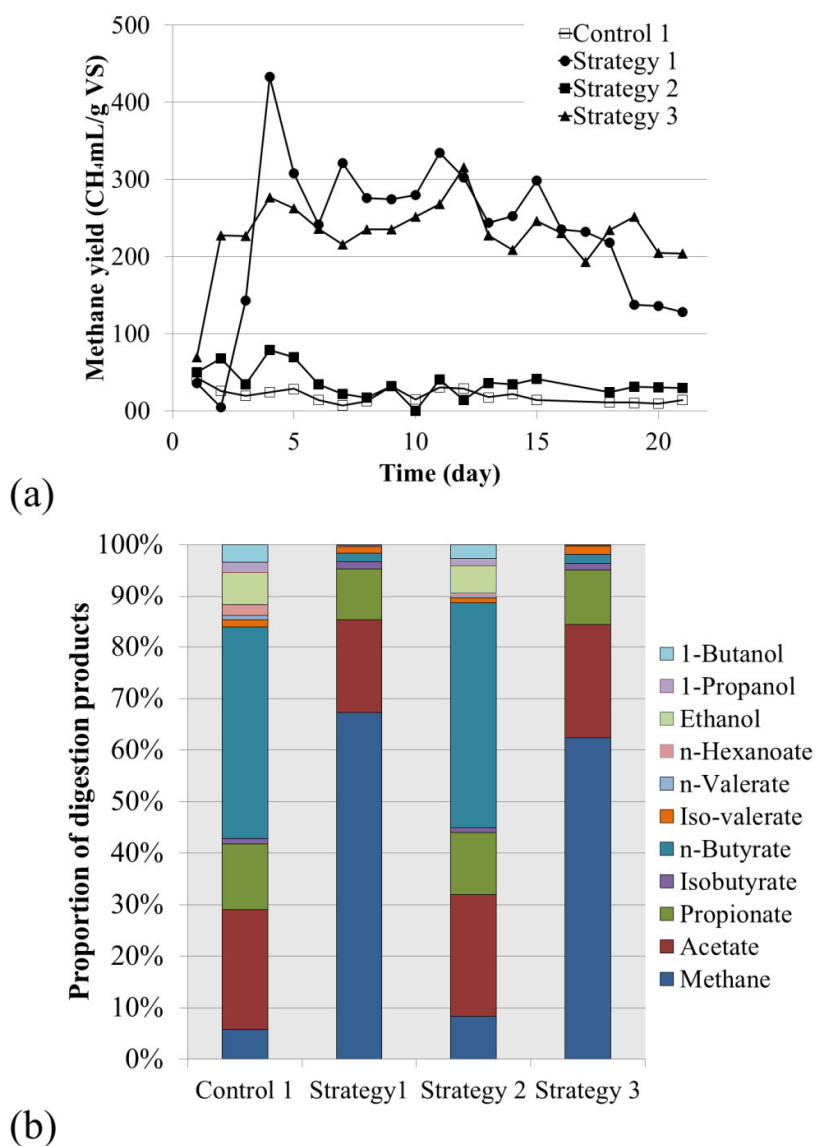 500
400
300
200
100
00
Methane yield (CH₄mL/g VS)
Control 1
Strategy 1
Strategy 2
Strategy 3
0 5 10 15 20
Time (day)
(a)
100%
90%
80%
70%
60%
50%
40%
30%
20%
10%
0%
Proportion of digestion products
1-Butanol
1-Propanol
Ethanol
n-Hexanoate
n-Valerate
Iso-valerate
n-Butyrate
Isobutyrate
Propionate
Acetate
Methane
Control 1 Strategy1 Strategy 2 Strategy 3
(b)